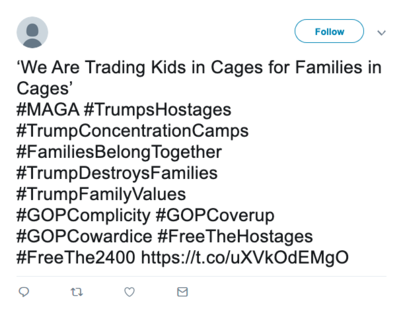 Follow
‘We Are Trading Kids in Cages for Families in
Cages’
#MAGA #TrumpsHostages
#TrumpConcentrationCamps
#FamiliesBelongTogether
#TrumpDestroysFamilies
#TrumpFamilyValues
#GOPComplicity #GOPCoverup
#GOPCowardice #FreeTheHostages
#FreeThe2400 https://t.co/uXVkOdEMgO